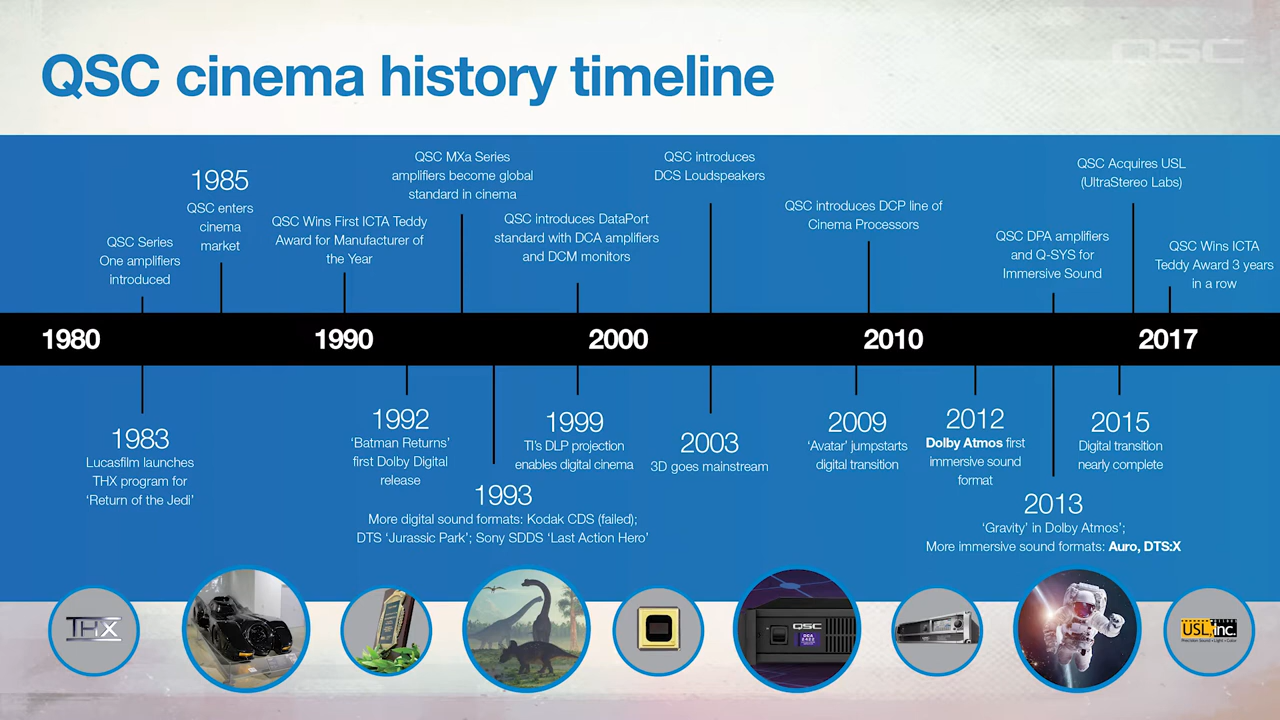 QSC cinema history timeline
QSC
QSC Series
One amplifiers
introduced
1985
QSC enters
cinema
market
QSC Wins First ICTA Teddy
Award for Manufacturer of
the Year
QSC MXa Series
amplifiers become global
standard in cinema
QSC introduces DataPort
standard with DCA amplifiers
and DCM monitors
QSC introduces
DCS Loudspeakers
QSC introduces DCP line of
Cinema Processors
QSC DPA amplifiers
and Q-SYS for
Immersive Sound
QSC Acquires USL
(UltraStereo Labs)
QSC Wins ICTA
Teddy Award 3 years
in a row
1980 1990 2000 2010 2017
1983
Lucasfilm launches
THX program for
‘Return of the Jedi’
1992
‘Batman Returns’
first Dolby Digital
release
1993
More digital sound formats: Kodak CDS (failed);
DTS ‘Jurassic Park’; Sony SDDS ‘Last Action Hero’
1999
TI’s DLP projection
enables digital cinema
2003
3D goes mainstream
2009
‘Avatar’ jumpstarts
digital transition
2012
Dolby Atmos first
immersive sound
format
2013
‘Gravity’ in Dolby Atmos’;
More immersive sound formats: Auro, DTS:X
2015
Digital transition
nearly complete
THX
QSC
DCA
2422
USL,inc.
Precision Sound • Light • Color